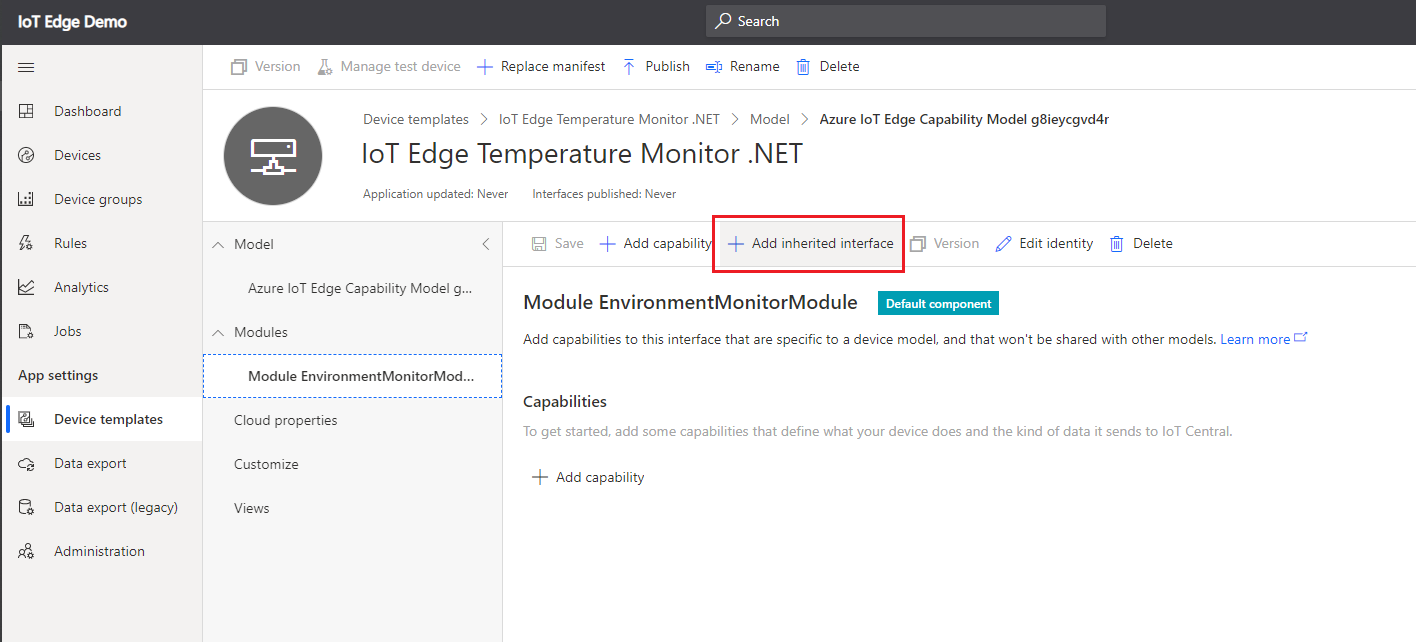 IoT Edge Demo
Search
Version
Manage test device
Replace manifest
Publish
Rename
Delete
Dashboard
Devices
Device groups
Rules
Analytics
Jobs
App settings
Device templates
Data export
Data export (legacy)
Administration
Device templates > IoT Edge Temperature Monitor .NET > Model > Azure IoT Edge Capability Model g8ieycgvd4r
IoT Edge Temperature Monitor .NET
Application updated: Never Interfaces published: Never
Model
Azure IoT Edge Capability Model g...
Modules
Module EnvironmentMonitorMod...
Cloud properties
Customize
Views
Save
Add capability
Add inherited interface
Version
Edit identity
Delete
Module EnvironmentMonitorModule Default component
Add capabilities to this interface that are specific to a device model, and that won't be shared with other models. Learn more
Capabilities
To get started, add some capabilities that define what your device does and the kind of data it sends to IoT Central.
Add capability